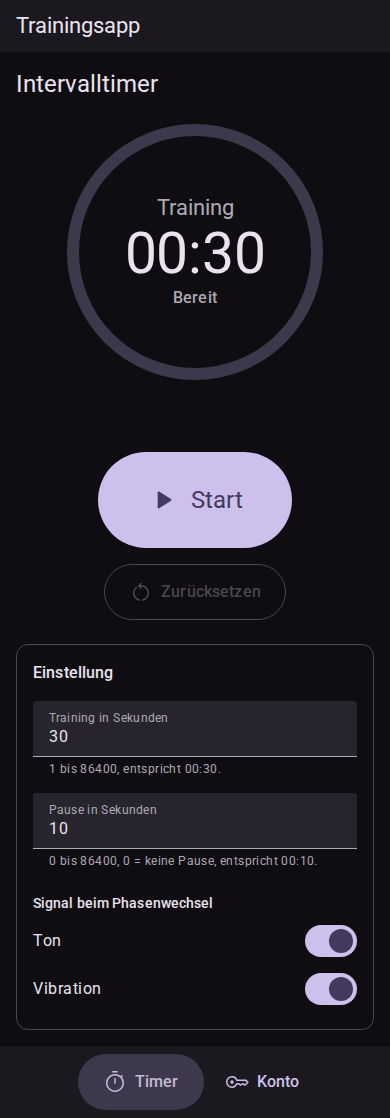 Trainingsapp
Intervalltimer
Training
00:30
Bereit
Start
Zurücksetzen
Einstellung
Training in Sekunden
30
1 bis 86400, entspricht 00:30.
Pause in Sekunden
10
0 bis 86400, 0 = keine Pause, entspricht 00:10.
Signal beim Phasenwechsel
Ton
Vibration
Timer
Konto